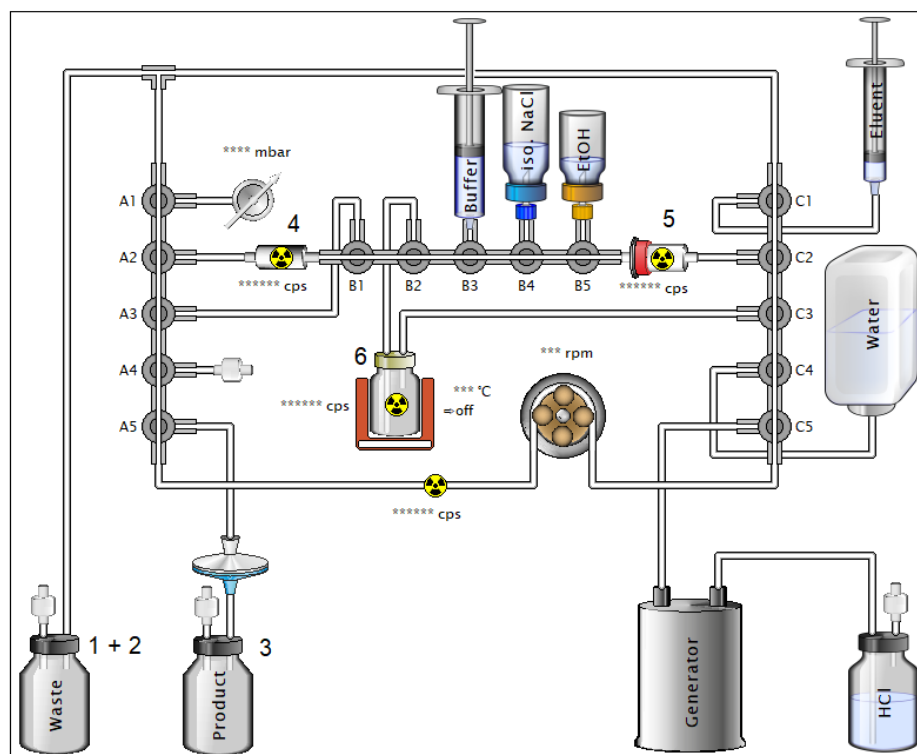 **** mbar
A1
4
Buffer
iso. NaCl
EtOH
5
Eluent
C1
A2
****** cps
B1
B2
B3
B4
B5
****** cps
C2
A3
C3
Water
6
*** rpm
A4
****** cps
*** °C
⇨off
C4
A5
C5
****** cps
1 + 2
3
Waste
Product
Generator
HCl